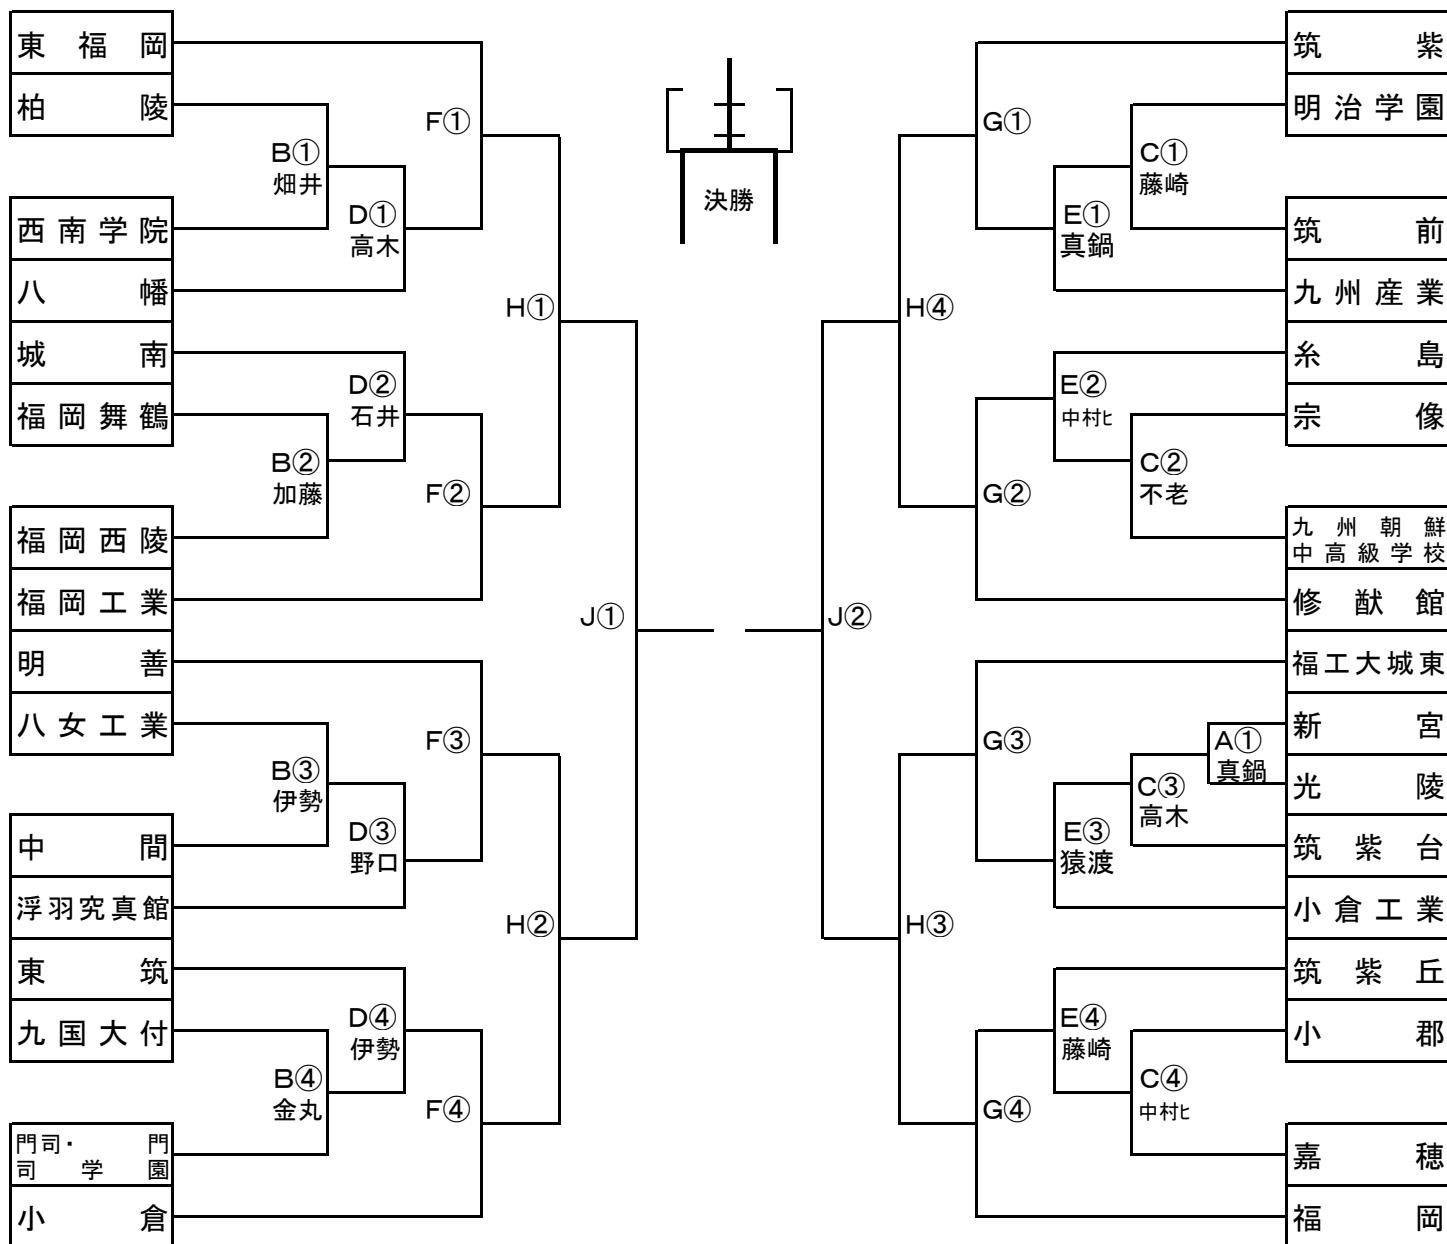 東福岡
柏陵
B①
畑井
F①
西南学院
D①
高木
八幡
H①
城南
D②
石井
福岡舞鶴
B②
加藤
F②
福岡西陵
福岡工業
J①
明善
八女工業
F③
B③
伊勢
中間
D③
野口
浮羽究真館
H②
東筑
九国大付
D④
伊勢
B④
金丸
F④
門司・門
司学園
小倉
決勝
筑紫
明治学園
G①
C①
藤崎
筑前
E①
真鍋
九州産業
H④
糸島
E②
中村ヒ
宗像
C②
不老
G②
九州朝鮮
中高級学校
修猷館
J②
福工大城東
新宮
A①
真鍋
G③
光陵
C③
高木
筑紫台
E③
猿渡
小倉工業
H③
筑紫丘
小郡
E④
藤崎
C④
中村ヒ
G④
嘉穂
福岡